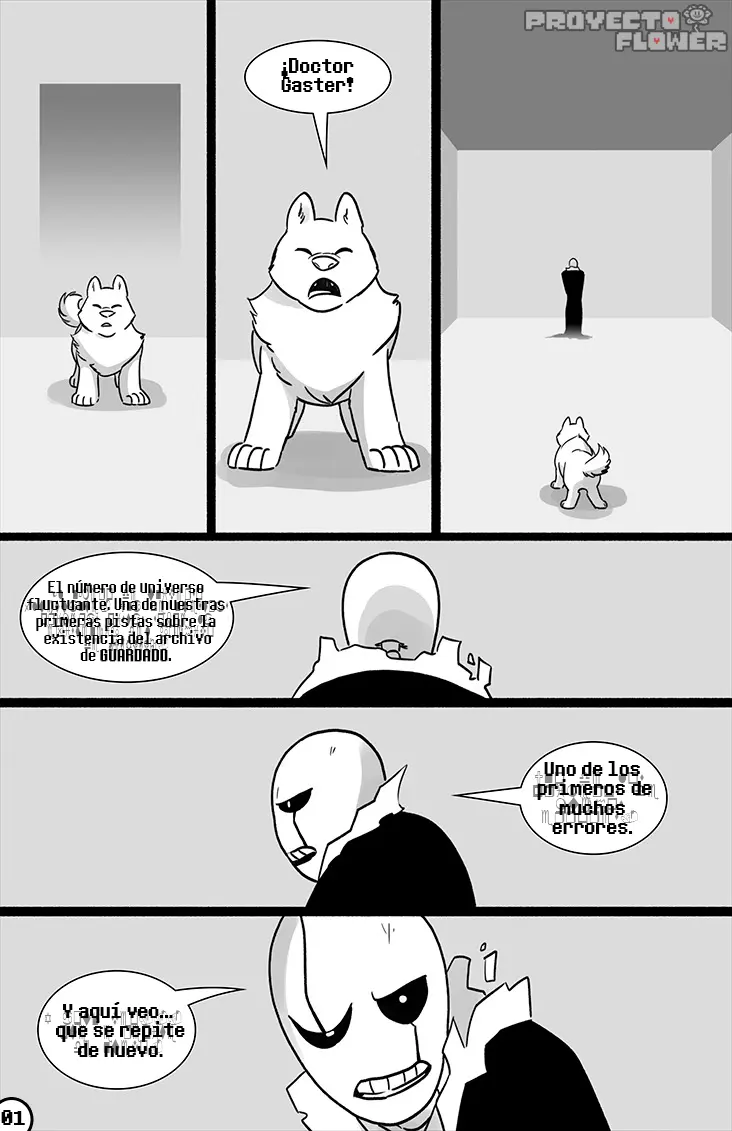 PROYECTO
FLOWER
¡Doctor
Gaster!
El número de universo
fluctuante. Una de nuestras
primeras pistas sobre la
existencia del archivo
de GUARDADO.
Uno de los
primeros de
muchos
errores.
Y aquí veo...
que se repite
de nuevo.
01